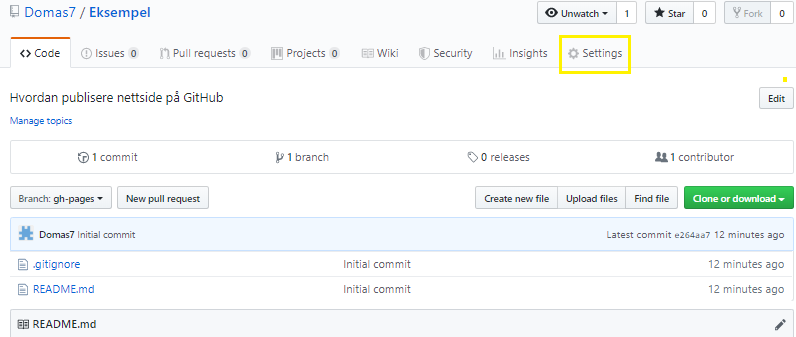 Domas7 / Eksempel Unwatch 1 Star 0 Fork 0
Code Issues 0 Pull requests 0 Projects 0 Wiki Security Insights Settings
Hvordan publisere nettside på GitHub Edit
Manage topics
1 commit 1 branch 0 releases 1 contributor
Branch: gh-pages New pull request Create new file Upload files Find file Clone or download
Domas7 Initial commit Latest commit e264aa7 12 minutes ago
.gitignore Initial commit 12 minutes ago
README.md Initial commit 12 minutes ago
README.md